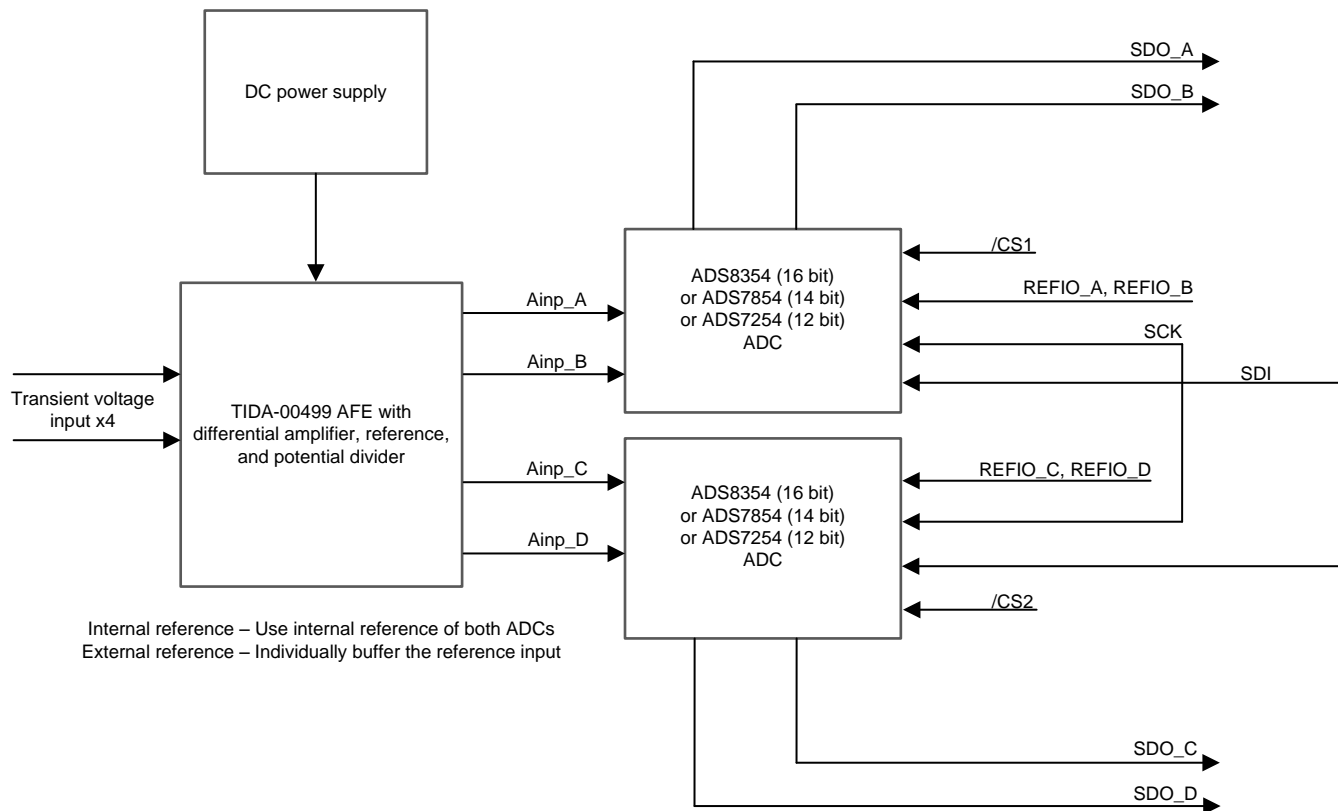 SDO_A
DC power supply
SDO_B
/CS1
ADS8354 (16 bit)
or ADS7854 (14 bit)
or ADS7254 (12 bit)
ADC
REFIO_A, REFIO_B
Ainp_A
SCK
Ainp_B
SDI
Transient voltage
input x4
TIDA-00499 AFE with
differential amplifier, reference,
and potential divider
Ainp_C
REFIO_C, REFIO_D
ADS8354 (16 bit)
or ADS7854 (14 bit)
or ADS7254 (12 bit)
ADC
Ainp_D
/CS2
Internal reference – Use internal reference of both ADCs
External reference – Individually buffer the reference input
SDO_C
SDO_D